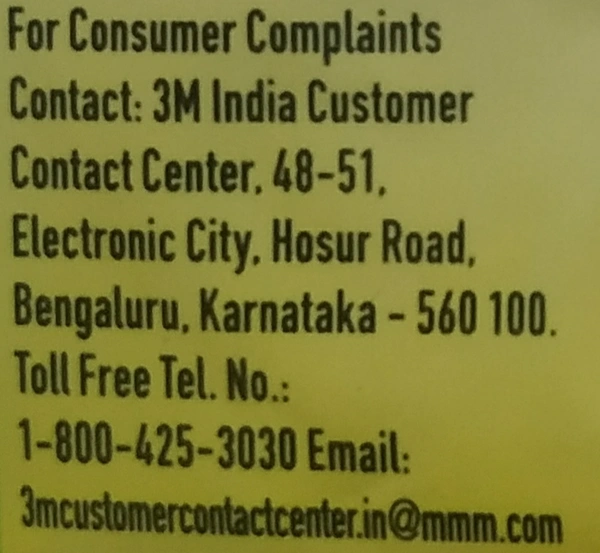 For Consumer Complaints
Contact: 3M India Customer
Contact Center, 48-51,
Electronic City, Hosur Road,
Bengaluru, Karnataka - 560 100.
Toll Free Tel. No.:
1-800-425-3030 Email:
3mcustomercontactcenter.in@mmm.com